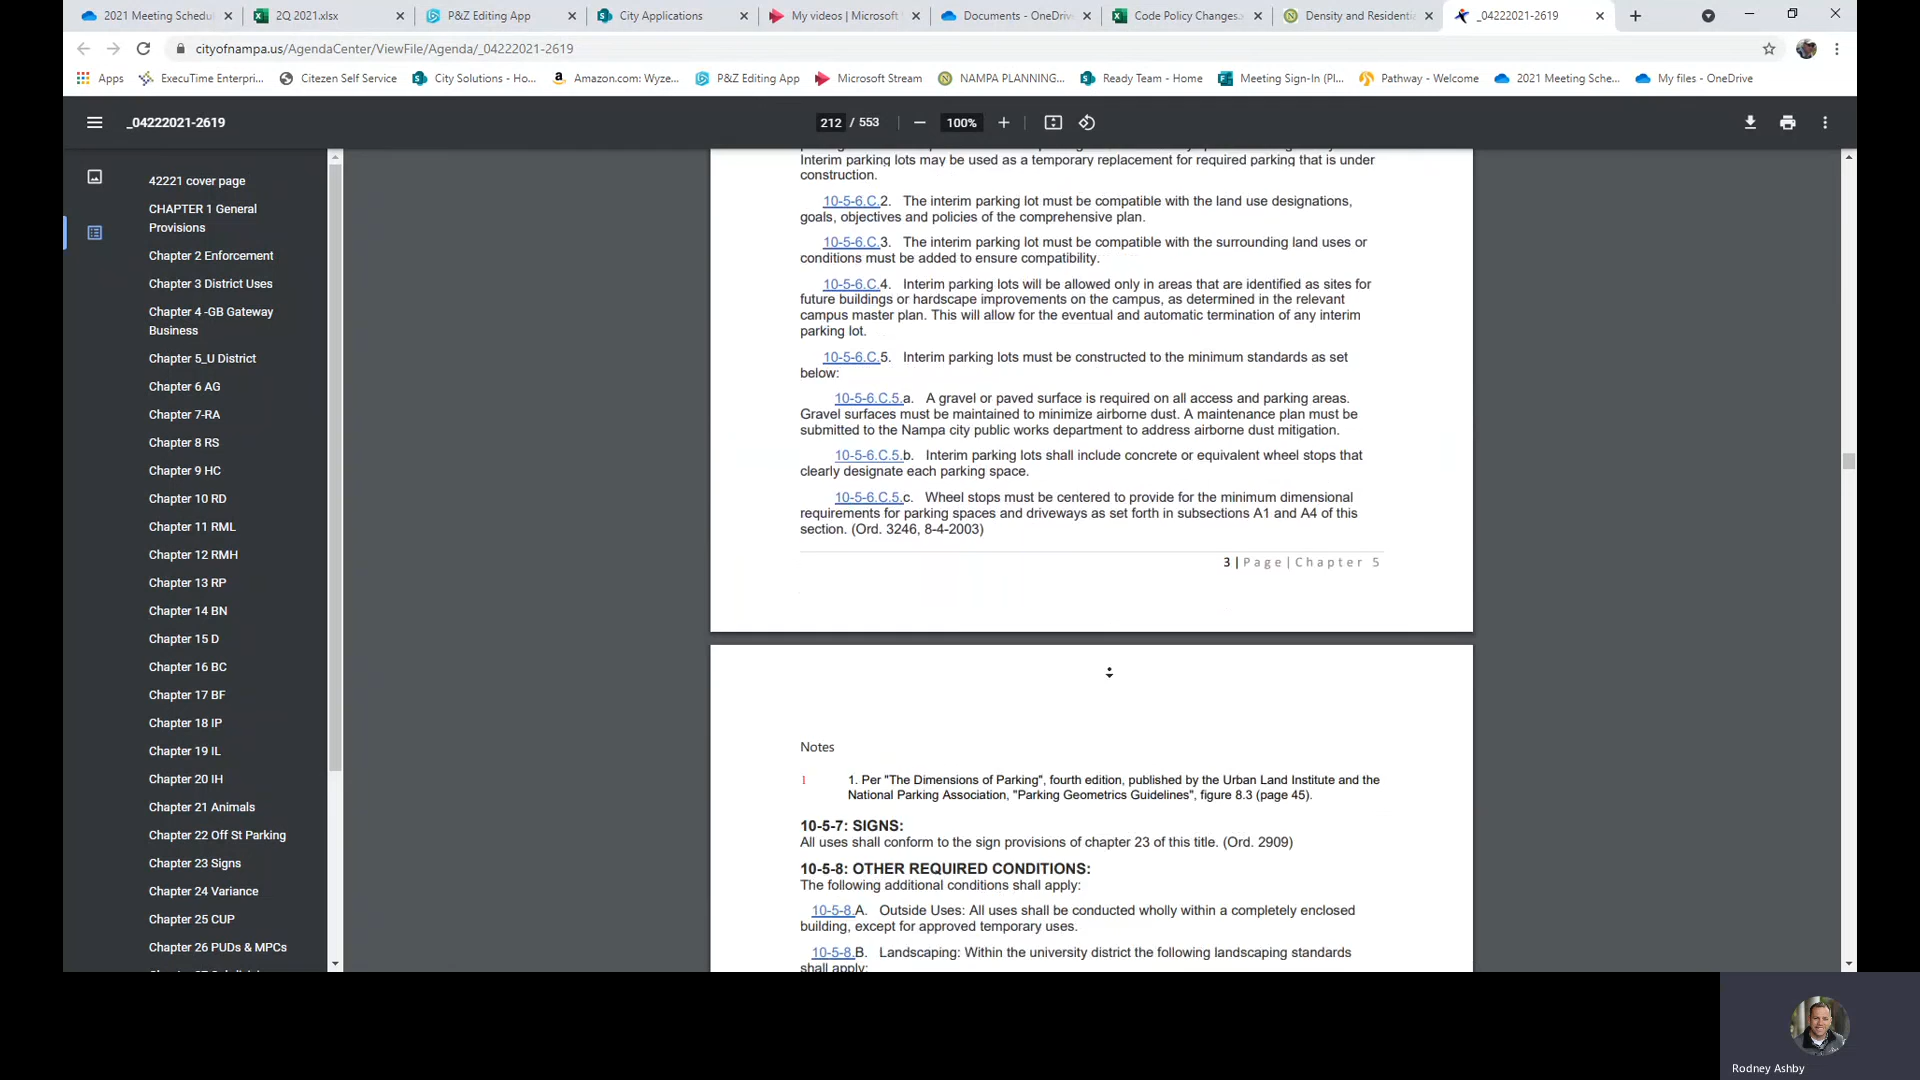 2021 Meeting Schedu
2Q 2021.xlsx
P&Z Editing App
City Applications
My videos | Microsoft
Documents - OneDriv
Code Policy Changes.x
Density and Residentia
_04222021-2619
cityofnampa.us/AgendaCenter/ViewFile/Agenda/_04222021-2619
Apps
ExecuTime Enterpri...
Citezen Self Service
City Solutions - Ho...
Amazon.com: Wyze...
P&Z Editing App
Microsoft Stream
NAMPA PLANNING...
Ready Team - Home
Meeting Sign-In (Pl...
Pathway - Welcome
2021 Meeting Sche...
My files - OneDrive
_04222021-2619
212 / 553
100%
42221 cover page
CHAPTER 1 General
Provisions
Chapter 2 Enforcement
Chapter 3 District Uses
Chapter 4 -GB Gateway
Business
Chapter 5_U District
Chapter 6 AG
Chapter 7-RA
Chapter 8 RS
Chapter 9 HC
Chapter 10 RD
Chapter 11 RML
Chapter 12 RMH
Chapter 13 RP
Chapter 14 BN
Chapter 15 D
Chapter 16 BC
Chapter 17 BF
Chapter 18 IP
Chapter 19 IL
Chapter 20 IH
Chapter 21 Animals
Chapter 22 Off St Parking
Chapter 23 Signs
Chapter 24 Variance
Chapter 25 CUP
Chapter 26 PUDs & MPCs
Interim parking lots may be used as a temporary replacement for required parking that is under
construction.
10-5-6.C.2. The interim parking lot must be compatible with the land use designations,
goals, objectives and policies of the comprehensive plan.
10-5-6.C.3. The interim parking lot must be compatible with the surrounding land uses or
conditions must be added to ensure compatibility.
10-5-6.C.4. Interim parking lots will be allowed only in areas that are identified as sites for
future buildings or hardscape improvements on the campus, as determined in the relevant
campus master plan. This will allow for the eventual and automatic termination of any interim
parking lot.
10-5-6.C.5. Interim parking lots must be constructed to the minimum standards as set
below:
10-5-6.C.5.a. A gravel or paved surface is required on all access and parking areas.
Gravel surfaces must be maintained to minimize airborne dust. A maintenance plan must be
submitted to the Nampa city public works department to address airborne dust mitigation.
10-5-6.C.5.b. Interim parking lots shall include concrete or equivalent wheel stops that
clearly designate each parking space.
10-5-6.C.5.c. Wheel stops must be centered to provide for the minimum dimensional
requirements for parking spaces and driveways as set forth in subsections A1 and A4 of this
section. (Ord. 3246, 8-4-2003)
3 | Page | Chapter 5
Notes
1 1. Per "The Dimensions of Parking", fourth edition, published by the Urban Land Institute and the
National Parking Association, "Parking Geometrics Guidelines", figure 8.3 (page 45).
10-5-7: SIGNS:
All uses shall conform to the sign provisions of chapter 23 of this title. (Ord. 2909)
10-5-8: OTHER REQUIRED CONDITIONS:
The following additional conditions shall apply:
10-5-8.A. Outside Uses: All uses shall be conducted wholly within a completely enclosed
building, except for approved temporary uses.
10-5-8.B. Landscaping: Within the university district the following landscaping standards
shall apply:
Rodney Ashby